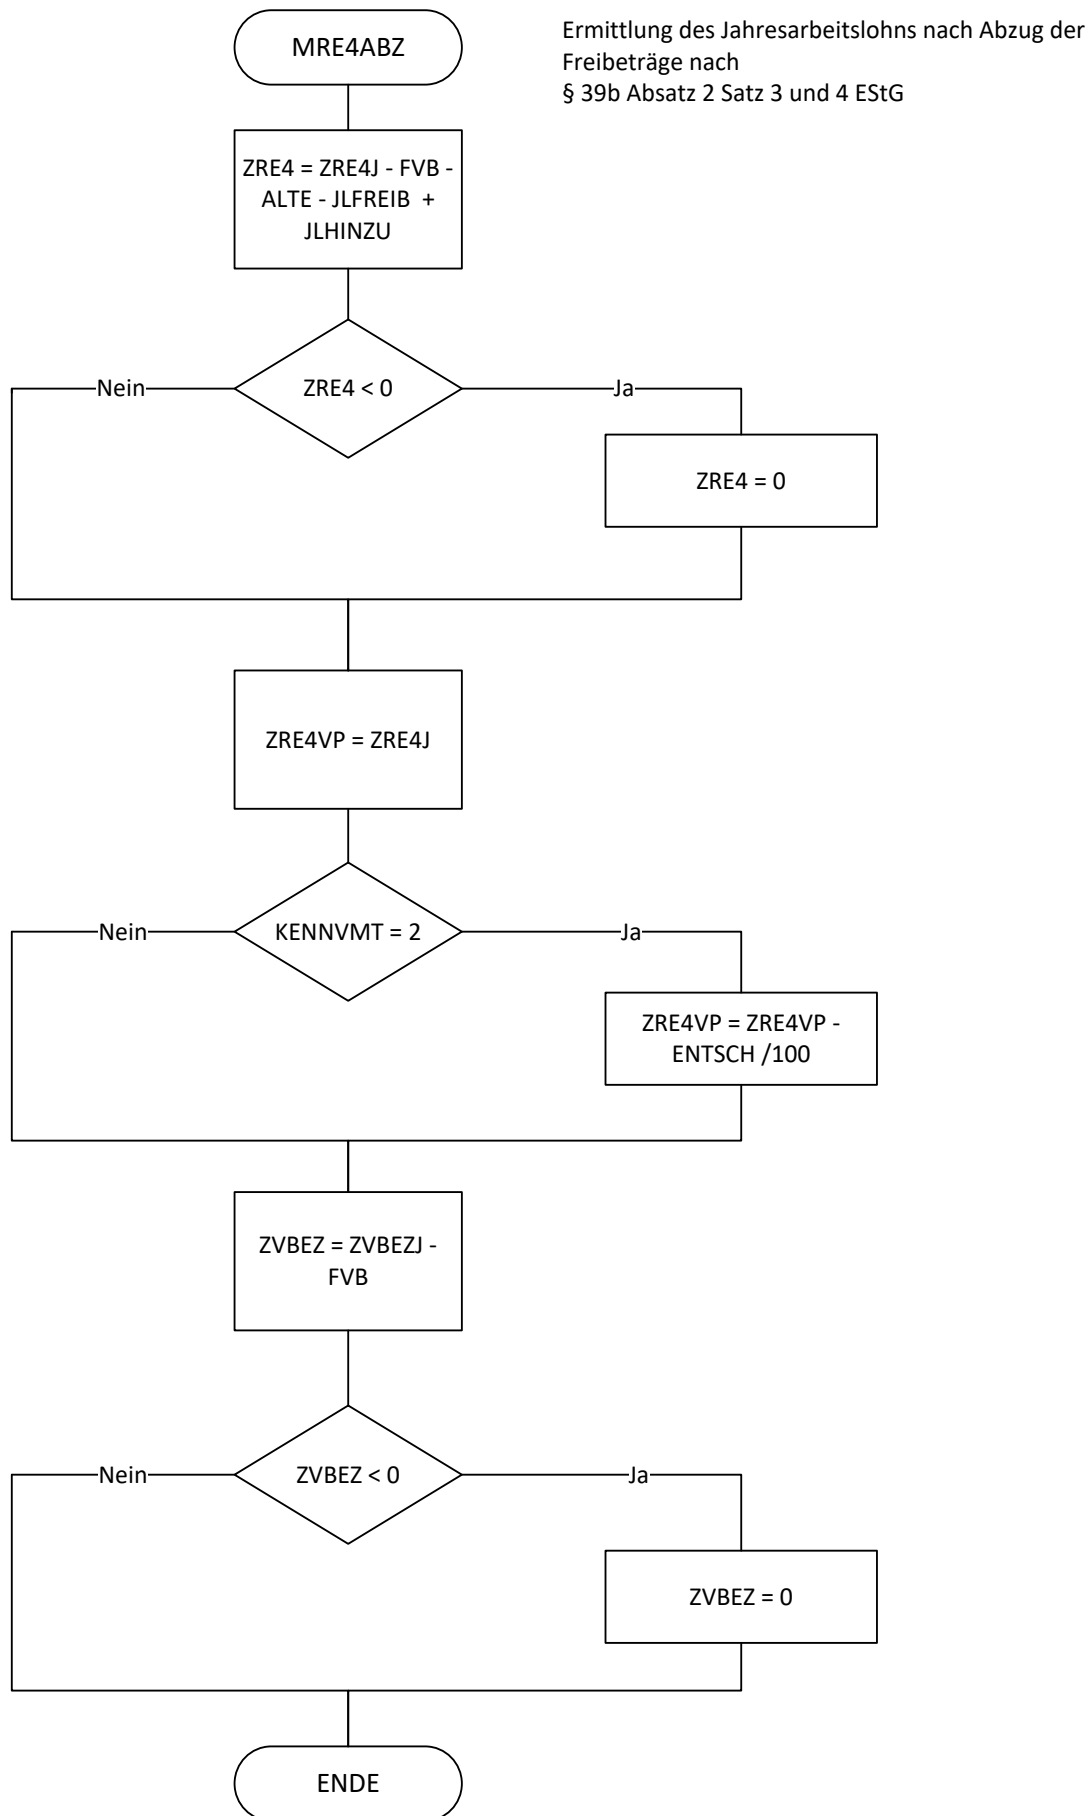 MRE4ABZ
Ermittlung des Jahresarbeitslohns nach Abzug der
Freibeträge nach
§ 39b Absatz 2 Satz 3 und 4 EStG
ZRE4 = ZRE4J - FVB -
ALTE - JLFREIB + 
JLHINZU
ZRE4 < 0
Nein
Ja
ZRE4 = 0
ZRE4VP = ZRE4J
KENNVMT = 2
Nein
Ja
ZRE4VP = ZRE4VP -
ENTSCH /100
ZVBEZ = ZVBEZJ -
FVB
ZVBEZ < 0
Nein
Ja
ZVBEZ = 0
ENDE